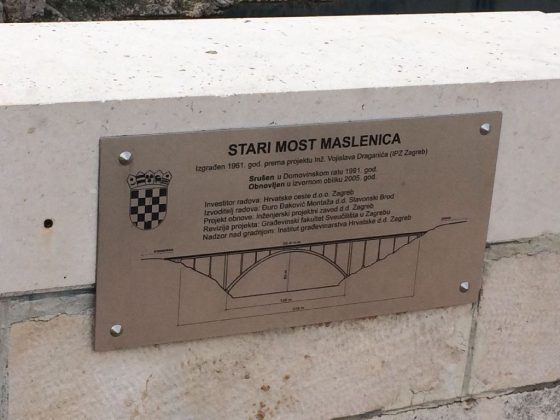 STARI MOST MASLENICA
Izgrađen 1961. god. prema projektu Inž. Vojislava Draganića (IPZ Zagreb)
Srušen u Domovinskom ratu 1991. god.
Obnovljen u izvornom obliku 2005. god.
Investitor radova: Hrvatske ceste d.o.o. Zagreb
Izvoditelj radova: Đuro Đaković Montaža d.d. Slavonski Brod
Projekt obnove: Inženjerski projektni zavod d.d. Zagreb
Revizija projekta: Građevinski fakultet Sveučilišta u Zagrebu
Nadzor nad gradnjom: Institut građevinarstva Hrvatske d.d. Zagreb